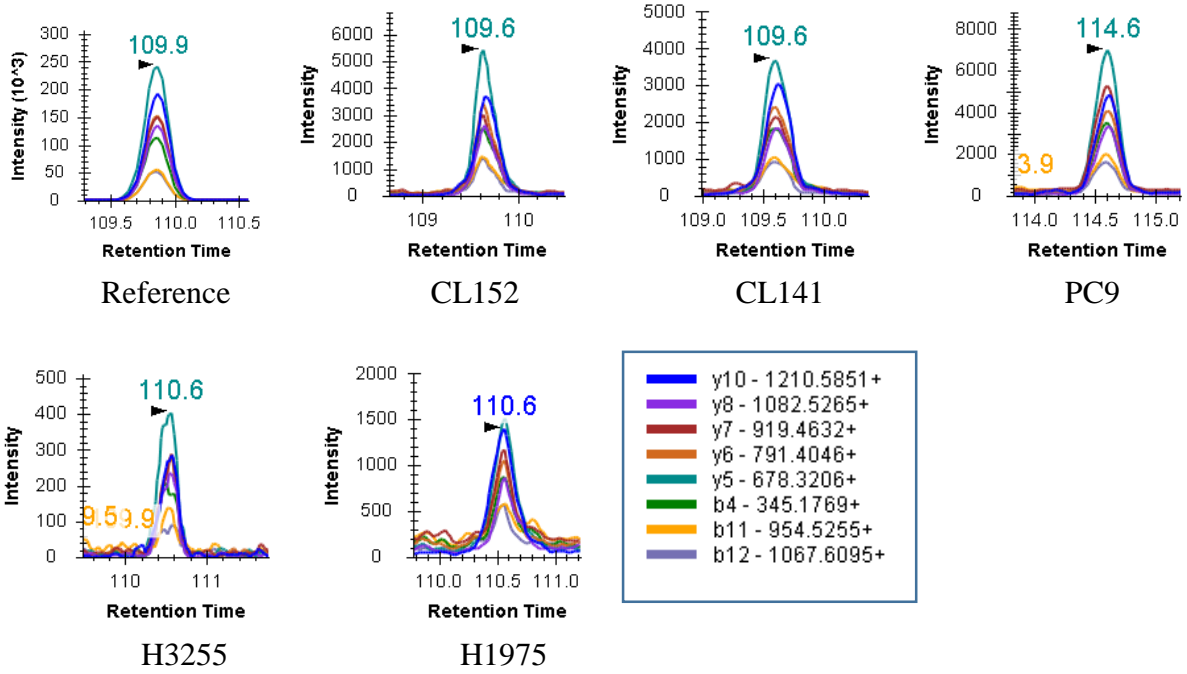 Intensity (10^3)
300
250
200
150
100
50
0
109.9
109.5 110.0 110.5
Retention Time
Reference
Intensity
6000
5000
4000
3000
2000
1000
0
109.6
109 110
Retention Time
CL152
Intensity
5000
4000
3000
2000
1000
0
109.6
109.0 109.5 110.0
Retention Time
CL141
Intensity
8000
6000
4000
2000
0
114.6
3.9
114.0 114.5 115.0
Retention Time
PC9
Intensity
500
400
300
200
100
0
110.6
9.5 9.9
110 111
Retention Time
H3255
Intensity
2000
1500
1000
500
0
110.6
110.0 110.5 111.0
Retention Time
H1975
y10 - 1210.5851+
y8 - 1082.5265+
y7 - 919.4632+
y6 - 791.4046+
y5 - 678.3206+
b4 - 345.1769+
b11 - 954.5255+
b12 - 1067.6095+